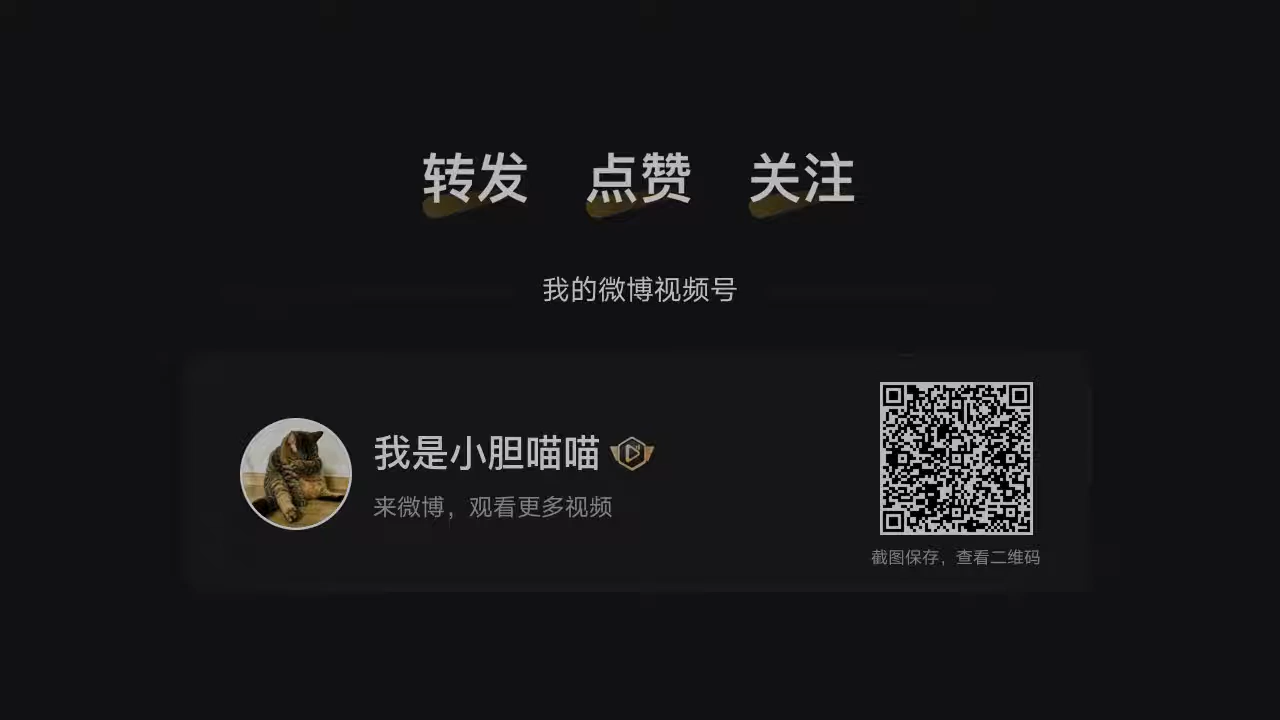 转发 点赞 关注
我的微博视频号
我是小胆喵喵
来微博，观看更多视频
截图保存，查看二维码